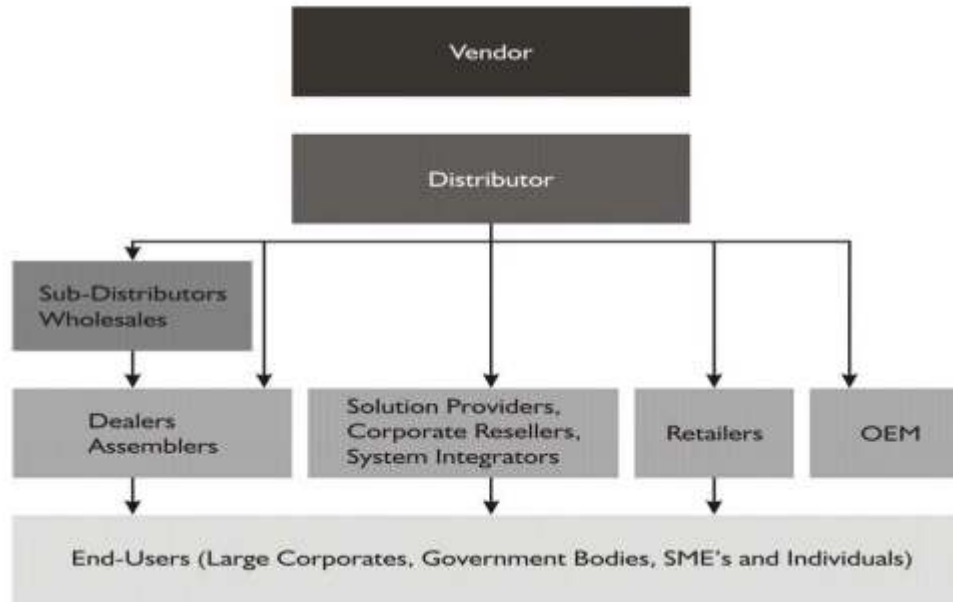 Vendor
Distributor
Sub-Distributors
Wholesales
Dealers
Assemblers
Solution Providers,
Corporate Resellers,
System Integrators
Retailers
OEM
End-Users (Large Corporates, Government Bodies, SME's and Individuals)